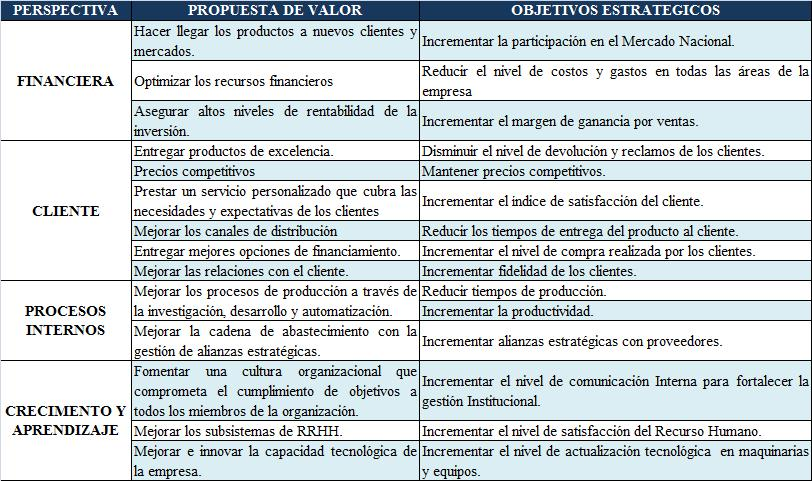 PERSPECTIVA PROPUESTA DE VALOR OBJETIVOS ESTRATEGICOS
FINANCIERA
Hacer llegar los productos a nuevos clientes y
mercados.
Incrementar la participación en el Mercado Nacional.
Optimizar los recursos financieros
Reducir el nivel de costos y gastos en todas las áreas de la
empresa
Asegurar altos niveles de rentabilidad de la
inversión.
Incrementar el margen de ganancia por ventas.
CLIENTE
Entregar productos de excelencia.
Disminuir el nivel de devolución y reclamos de los clientes.
Precios competitivos
Mantener precios competitivos.
Prestar un servicio personalizado que cubra las
necesidades y expectativas de los clientes
Incrementar el indice de satisfacción del cliente.
Mejorar los canales de distribución
Reducir los tiempos de entrega del producto al cliente.
Entregar mejores opciones de financiamiento.
Incrementar el nivel de compra realizada por los clientes.
Mejorar las relaciones con el cliente.
Incrementar fidelidad de los clientes.
PROCESOS
INTERNOS
Mejorar los procesos de producción a través de
la investigación, desarrollo y automatización.
Reducir tiempos de producción.
Incrementar la productividad.
Mejorar la cadena de abastecimiento con la
gestión de alianzas estratégicas.
Incrementar alianzas estratégicas con proveedores.
CRECIMENTO Y
APRENDIZAJE
Fomentar una cultura organizacional que
comprometa el cumplimiento de objetivos a
todos los miembros de la organización.
Incrementar el nivel de comunicación Interna para fortalecer la
gestión Institucional.
Mejorar los subsistemas de RRHH.
Incrementar el nivel de satisfacción del Recurso Humano.
Mejorar e innovar la capacidad tecnológica de
la empresa.
Incrementar el nivel de actualización tecnológica en maquinarias
y equipos.